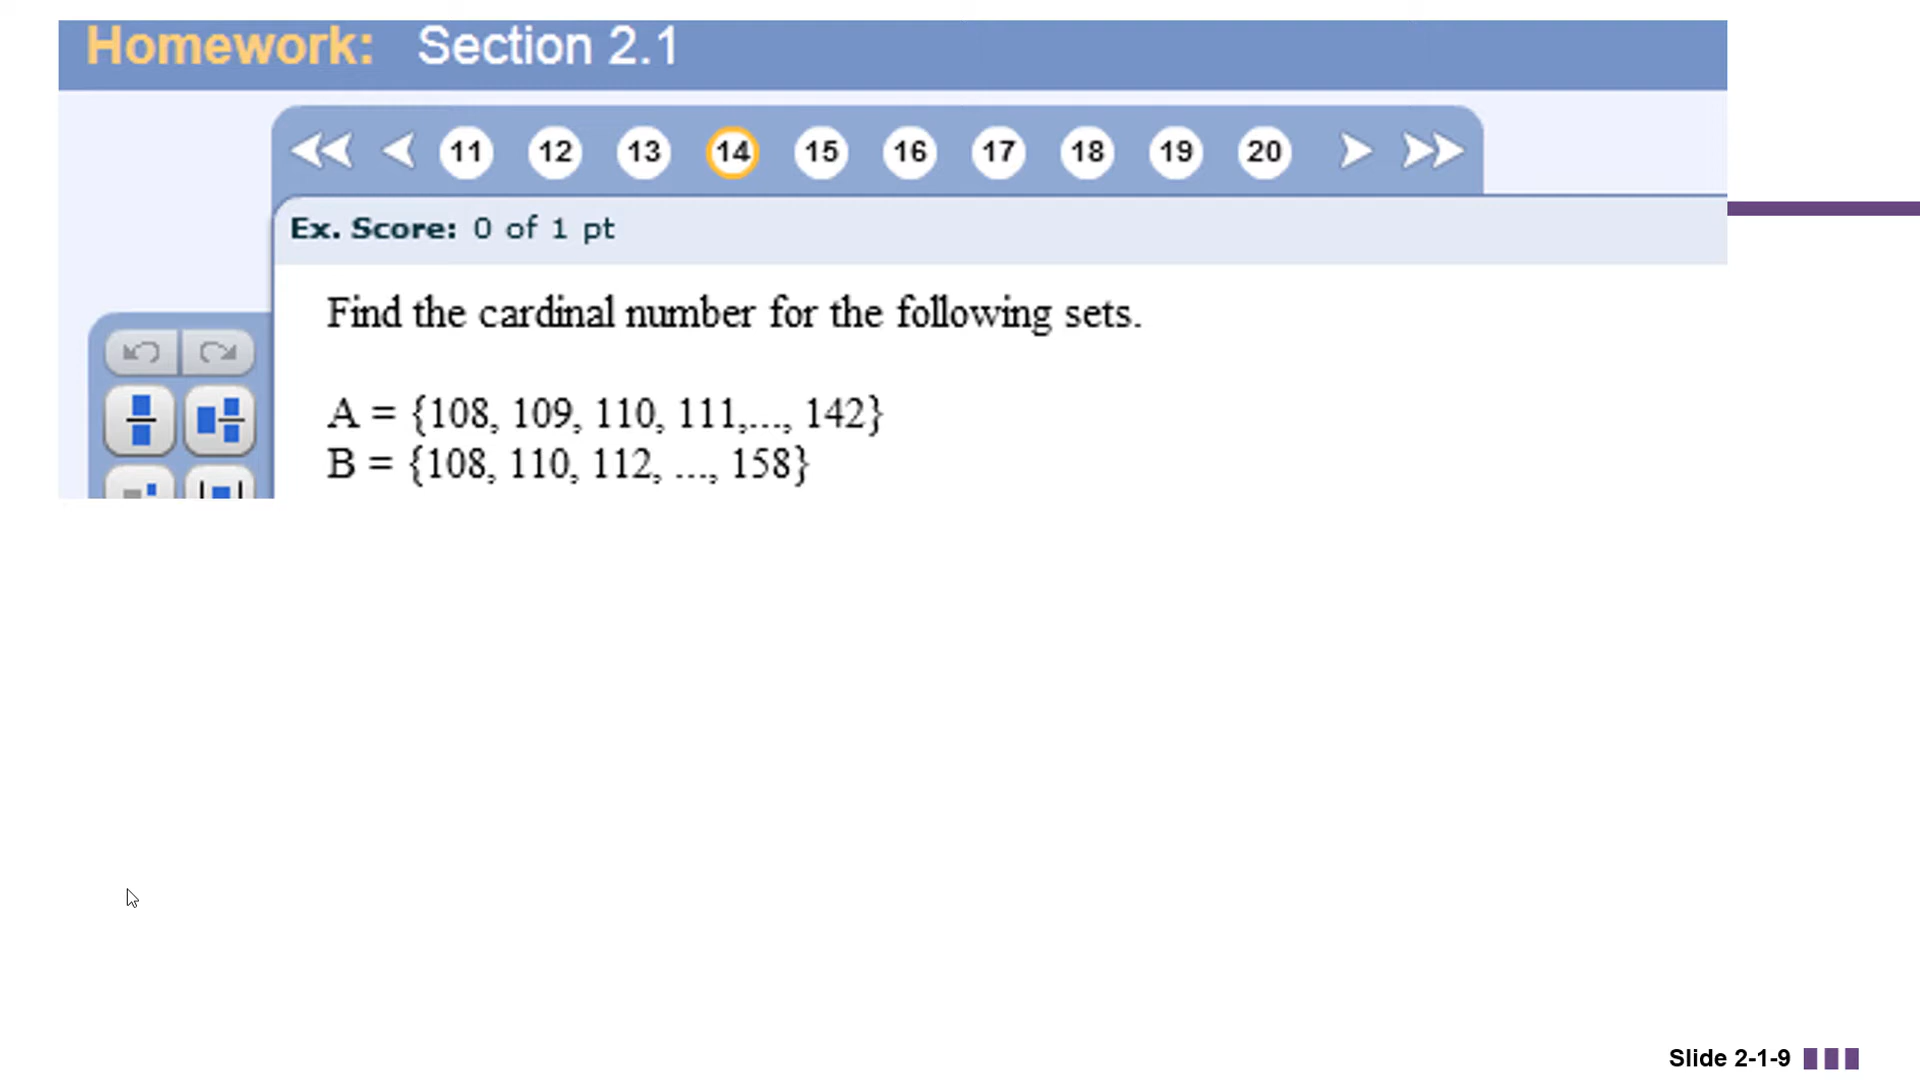 Homework: Section 2.1
11 12 13 14 15 16 17 18 19 20
Ex. Score: 0 of 1 pt
Find the cardinal number for the following sets.
A = {108, 109, 110, 111,..., 142}
B = {108, 110, 112, ..., 158}
Slide 2-1-9